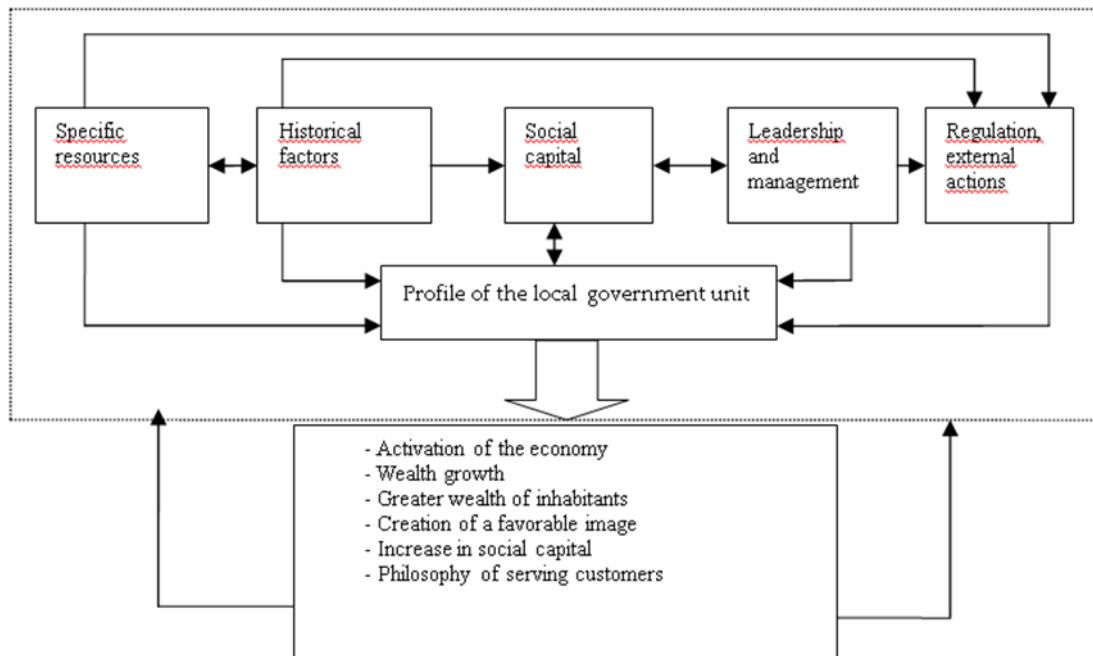 Specific
resources
Historical
factors
Social
capital
Leadership
and
management
Regulation,
external
actions
Profile of the local government unit
- Activation of the economy
- Wealth growth
- Greater wealth of inhabitants
- Creation of a favorable image
- Increase in social capital
- Philosophy of serving customers